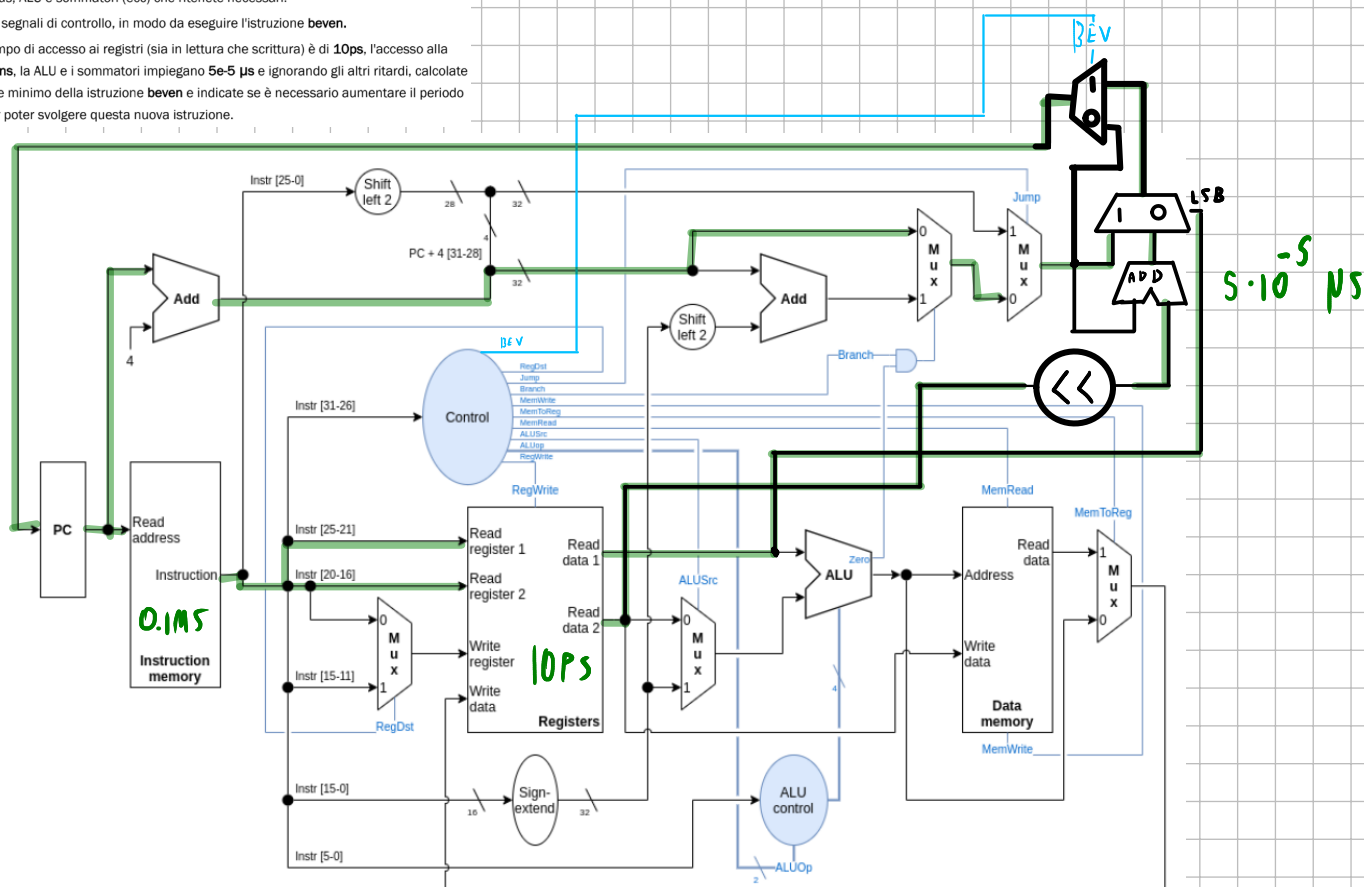 segnali di controllo, in modo da eseguire l'istruzione beven.
mpo di accesso ai registri (sia in lettura che scrittura) è di 10ps, l'accesso alla
ns, la ALU e i sommatori impiegano 5e-5 µs e ignorando gli altri ritardi, calcolate
e minimo della istruzione beven e indicate se è necessario aumentare il periodo
poter svolgere questa nuova istruzione.
BEV
1
0
Instr [25-0]
Shift
left 2
28
32
4
Jump
1 0
LSB
PC + 4 [31-28]
32
0
Mux
1
1
Mux
0
ADD
5·10^-5 µs
Add
4
Add
Shift
left 2
BEV
Branch
<<
Control
RegDst
Jump
Branch
MemWrite
MemToReg
MemRead
ALUSrc
ALUop
RegWrite
Instr [31-26]
RegWrite
MemRead
MemToReg
PC
Read
address
Instruction
0.1MS
Instruction
memory
Instr [25-21]
Instr [20-16]
Read
register 1
Read
data 1
Read
register 2
Read
data 2
Write
register
Write
data
10PS
Registers
0
Mux
1
Instr [15-11]
RegDst
ALUSrc
0
Mux
1
Zero
ALU
4
Address
Read
data
Write
data
Data
memory
MemWrite
1
Mux
0
Instr [15-0]
16
Sign-
extend
32
ALU
control
Instr [5-0]
2
ALUOp